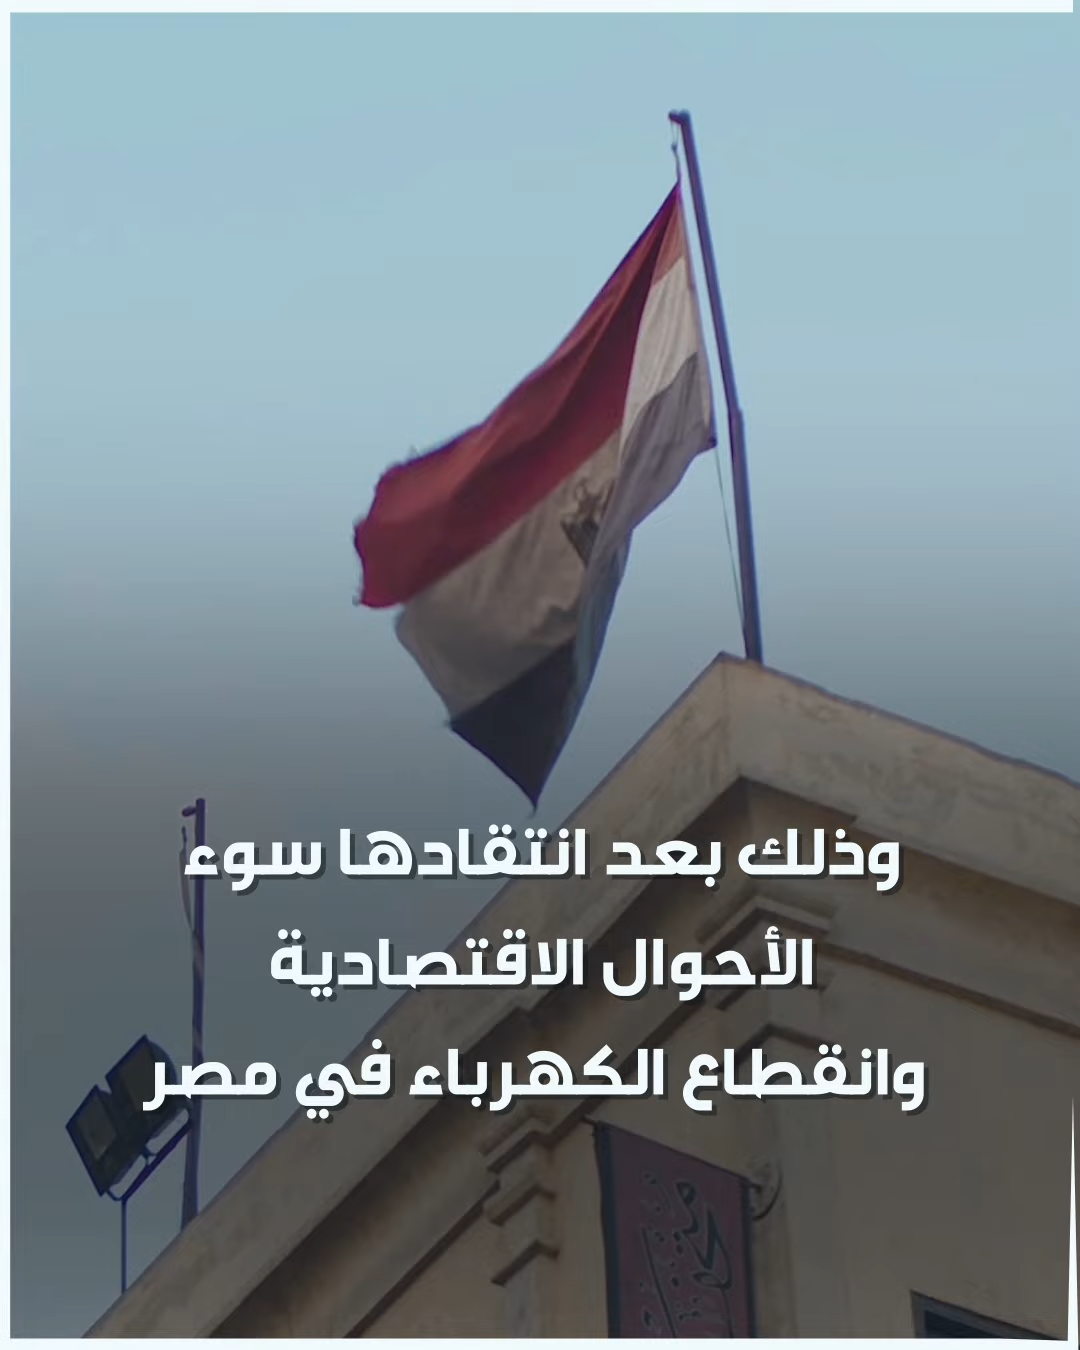 وذلك بعد انتقادها سوء
الأحوال الاقتصادية
وانقطاع الكهرباء في مصر